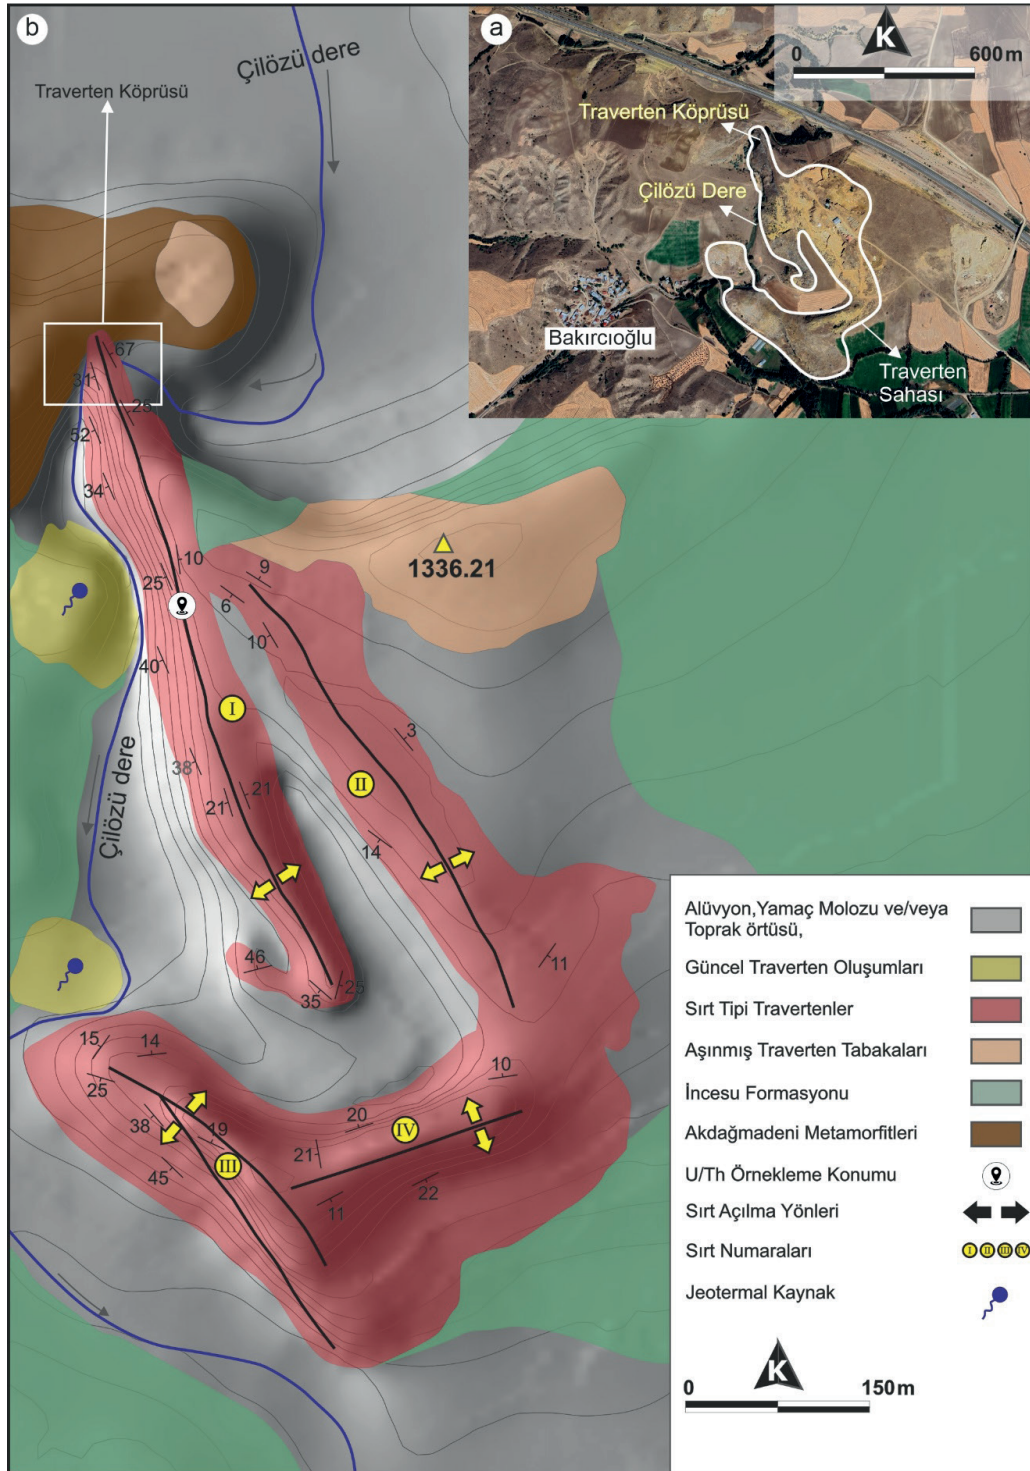 b
Çilözü dere
Traverten Köprüsü
a
K
0 600 m
Traverten Köprüsü
Çilözü Dere
Bakırcıoğlu
Traverten
Sahası
67
31
28
52
34
1336.21
10
25
9
6
10
40
I
3
38
21
21
II
14
Çilözü dere
46
35
25
11
15
14
25
10
38
19
20
IV
21
III
45
22
11
Alüvyon,Yamaç Molozu ve/veya
Toprak örtüsü,
Güncel Traverten Oluşumları
Sırt Tipi Travertenler
Aşınmış Traverten Tabakaları
İncesu Formasyonu
Akdağmadeni Metamorfitleri
U/Th Örnekleme Konumu
Sırt Açılma Yönleri
Sırt Numaraları
I II III IV
Jeotermal Kaynak
K
0 150 m